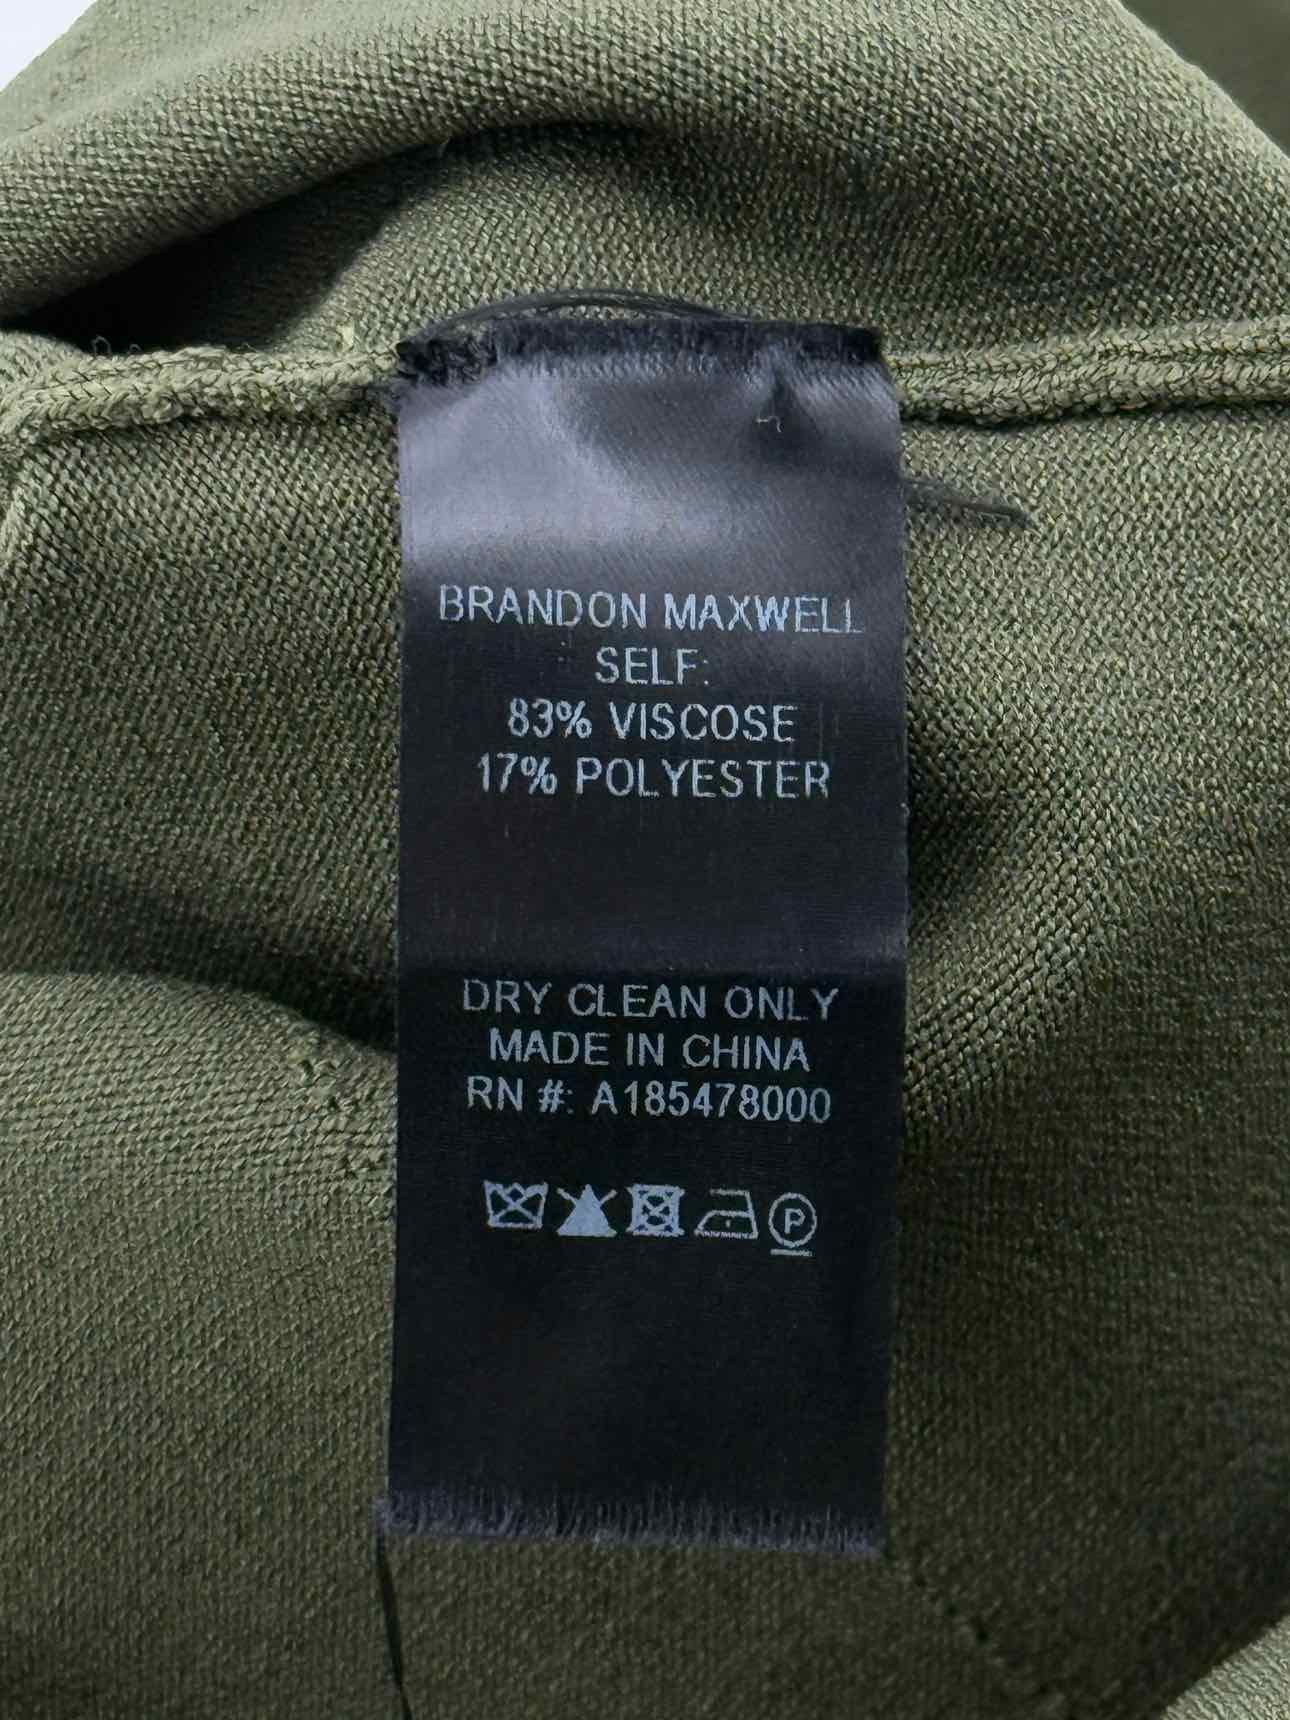 BRANDON MAXWELL
SELF:
83% VISCOSE
17% POLYESTER
DRY CLEAN ONLY
MADE IN CHINA
RN #: A185478000
P